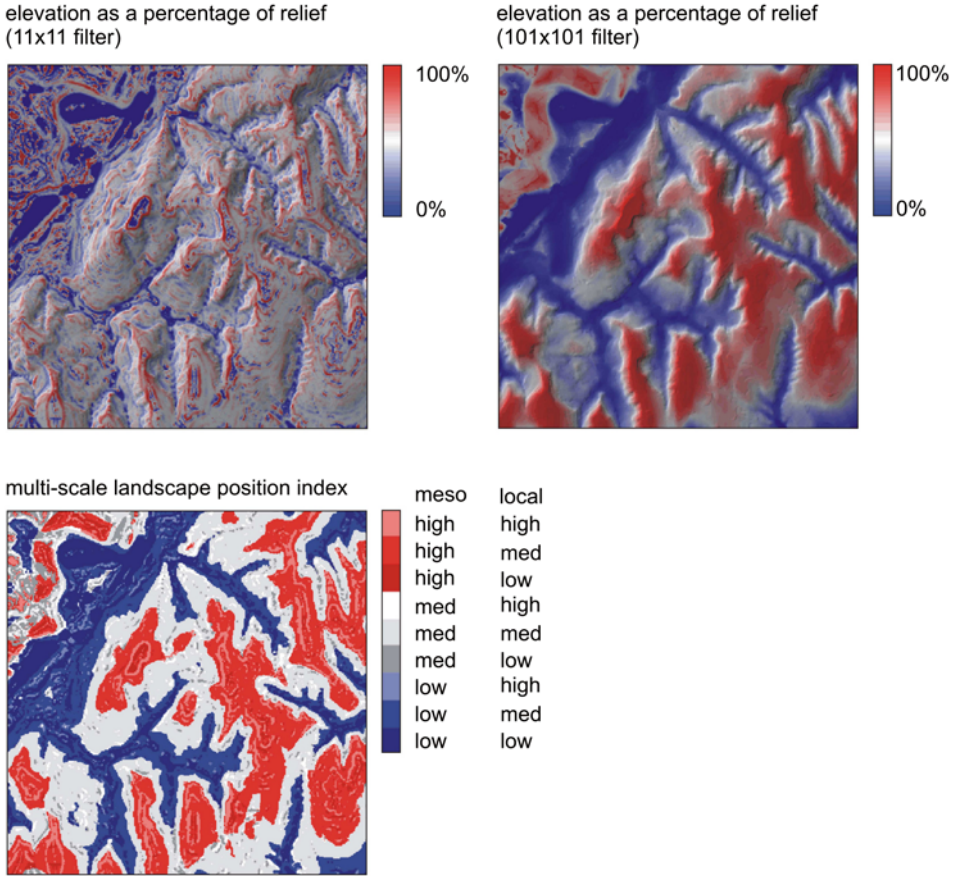 elevation as a percentage of relief
(11x11 filter)
100%
0%
elevation as a percentage of relief
(101x101 filter)
100%
0%
multi-scale landscape position index
meso local
high high
high med
high low
med high
med med
med low
low high
low med
low low